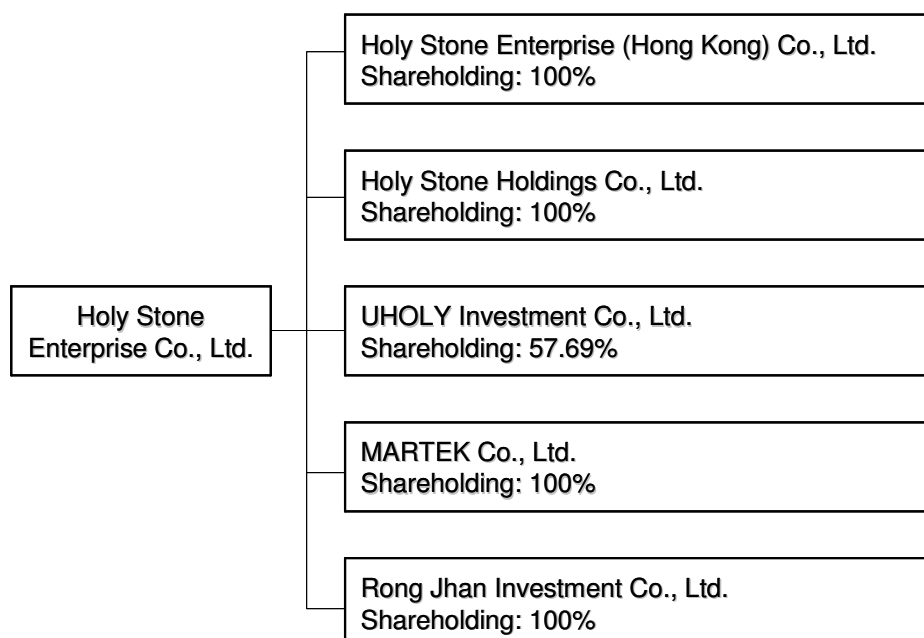 Holy Stone Enterprise (Hong Kong) Co., Ltd.
Shareholding: 100%
Holy Stone Holdings Co., Ltd.
Shareholding: 100%
Holy Stone
Enterprise Co., Ltd.
UHOLY Investment Co., Ltd.
Shareholding: 57.69%
MARTEK Co., Ltd.
Shareholding: 100%
Rong Jhan Investment Co., Ltd.
Shareholding: 100%